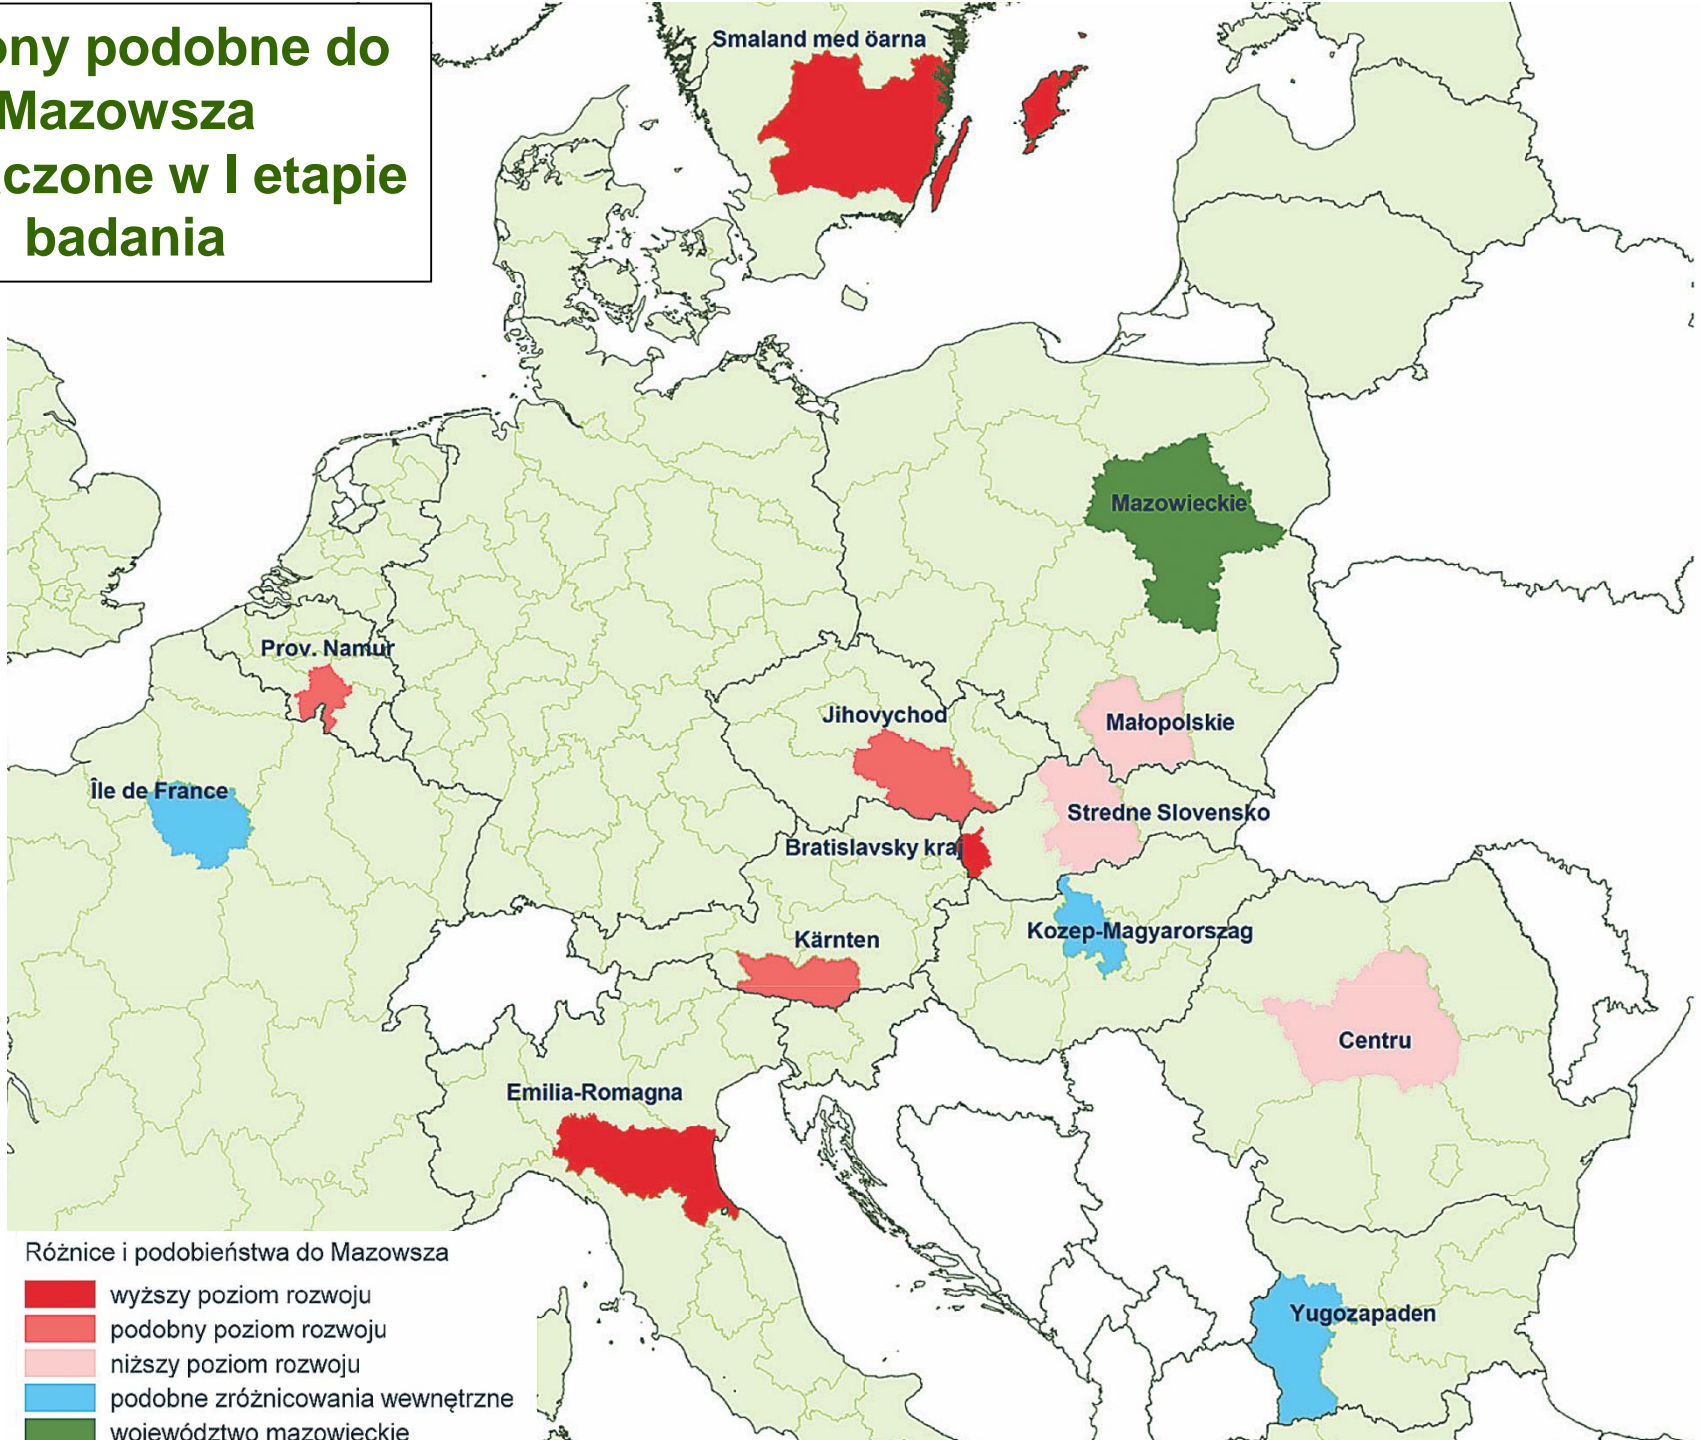 ony podobne do
Mazowsza
czone w I etapie
badania
Smaland med öarna
Mazowieckie
Prov. Namur
Jihovychod
Małopolskie
Île de France
Stredne Slovensko
Bratislavsky kraj
Kozep-Magyarorszag
Kärnten
Centru
Emilia-Romagna
Yugozapaden
Różnice i podobieństwa do Mazowsza
wyższy poziom rozwoju
podobny poziom rozwoju
niższy poziom rozwoju
podobne zróżnicowania wewnętrzne
województwo mazowieckie